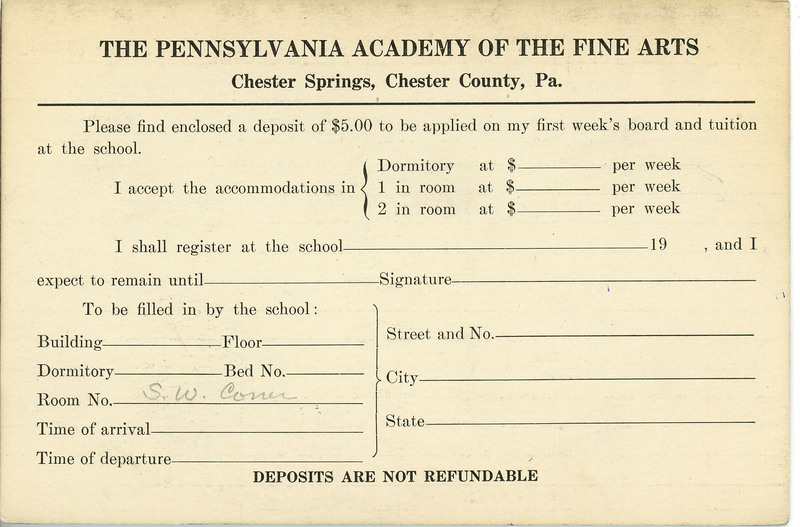 THE PENNSYLVANIA ACADEMY OF THE FINE ARTS
Chester Springs, Chester County, Pa.
Please find enclosed a deposit of $5.00 to be applied on my first week's board and tuition
at the school.
I accept the accommodations in { Dormitory at $ per week
1 in room at $ per week
2 in room at $ per week
I shall register at the school 19 , and I
expect to remain until Signature
To be filled in by the school:
Building Floor
Dormitory Bed No.
Room No. S. W. Corner
Time of arrival
Time of departure
Street and No.
City
State
DEPOSITS ARE NOT REFUNDABLE